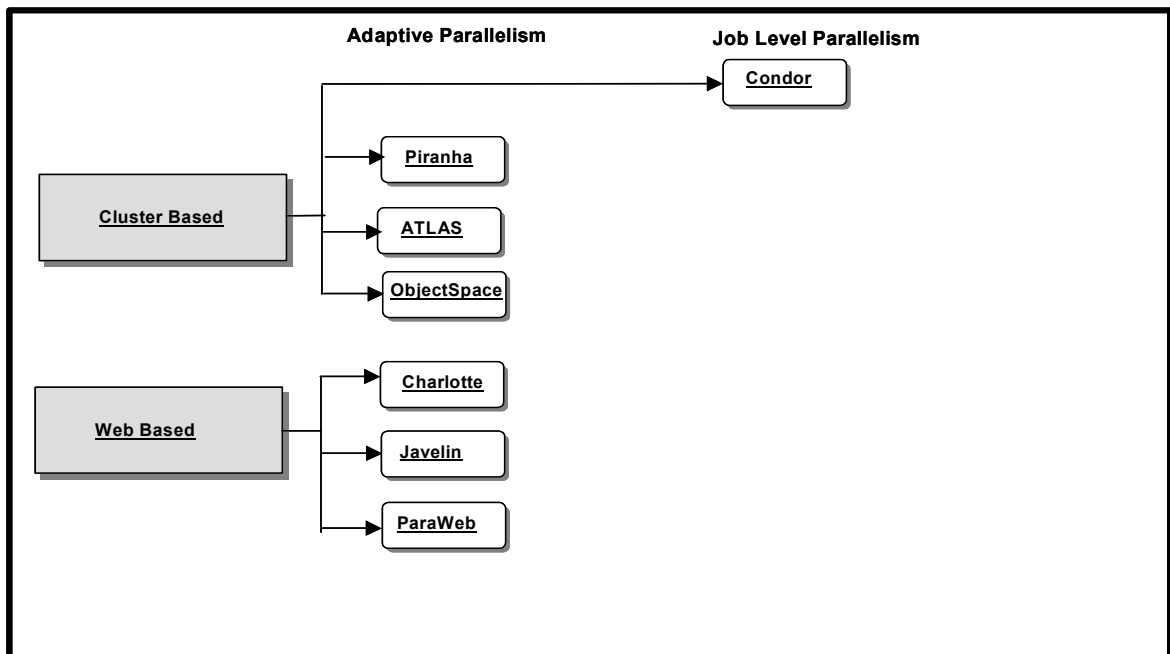 Adaptive Parallelism
Job Level Parallelism
Condor
Piranha
Cluster Based
ATLAS
ObjectSpace
Charlotte
Web Based
Javelin
ParaWeb